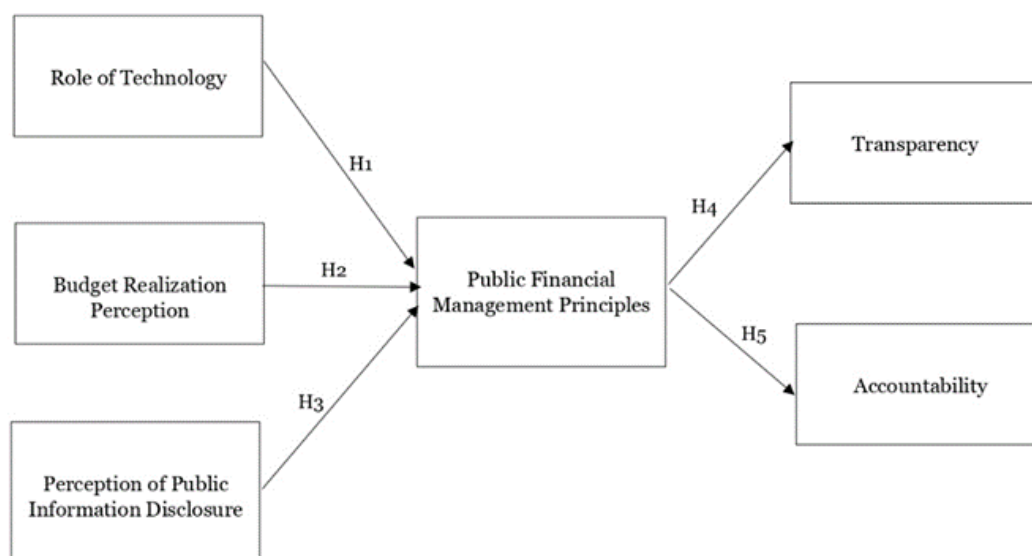 Role of Technology
H1
Budget Realization
Perception
H2
Perception of Public
Information Disclosure
H3
Public Financial
Management Principles
H4
Transparency
H5
Accountability